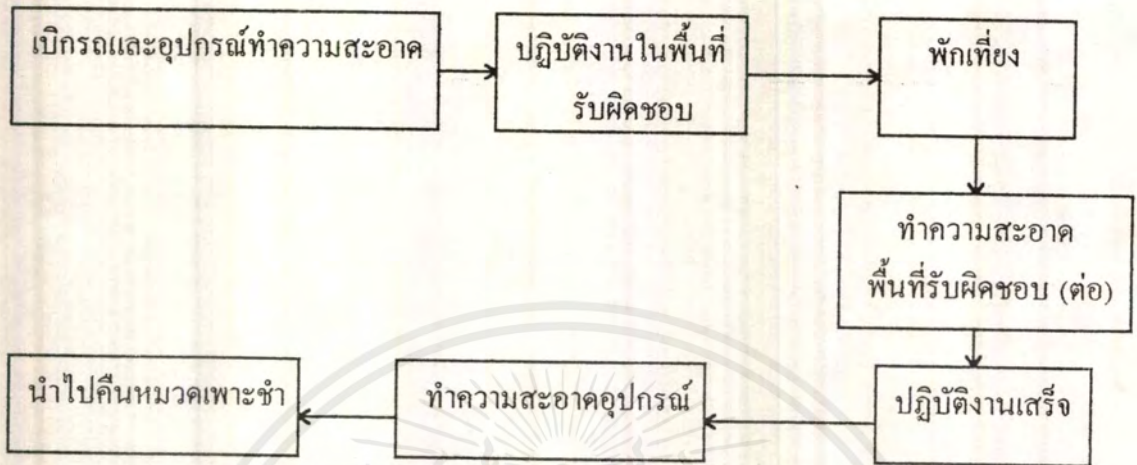 เบิกรถและอุปกรณ์ทำความสะอาด
ปฏิบัติงานในพื้นที่
รับผิดชอบ
พักเที่ยง
ทำความสะอาด
พื้นที่รับผิดชอบ (ต่อ)
ปฏิบัติงานเสร็จ
ทำความสะอาดอุปกรณ์
นำไปคืนหมวดเพาะชำ